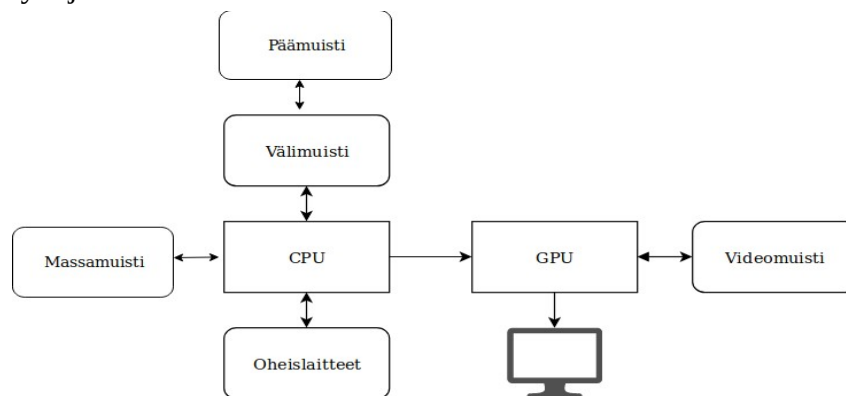 Päämuisti
Välimuisti
Massamuisti
CPU
GPU
Videomuisti
Oheislaitteet